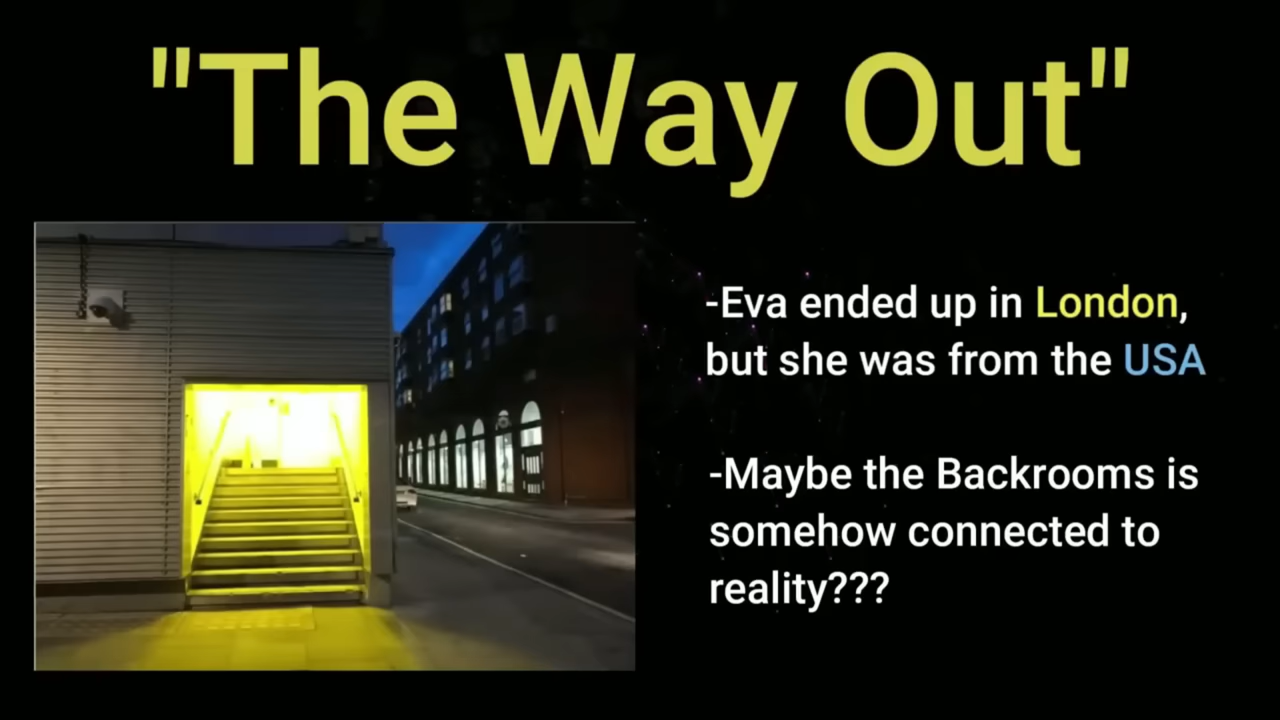 "The Way Out"
-Eva ended up in London,
but she was from the USA
-Maybe the Backrooms is
somehow connected to
reality???